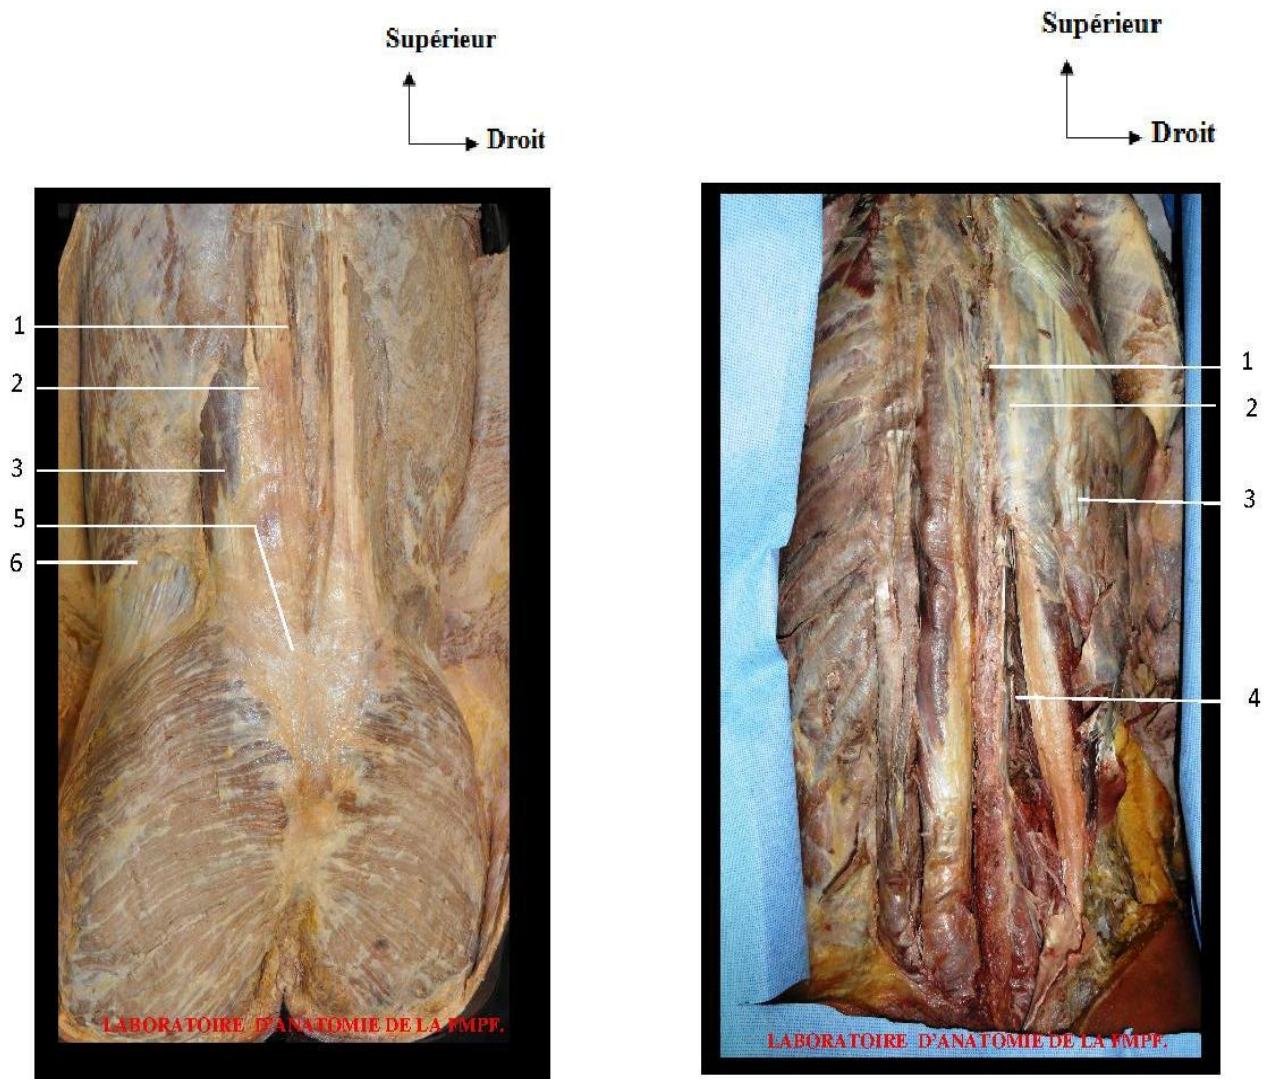 Supérieur
Droit
1
2
3
5
6
LABORATOIRE D'ANATOMIE DE LA FMPF.
Supérieur
Droit
1
2
3
4
LABORATOIRE D'ANATOMIE DE LA FMPF.